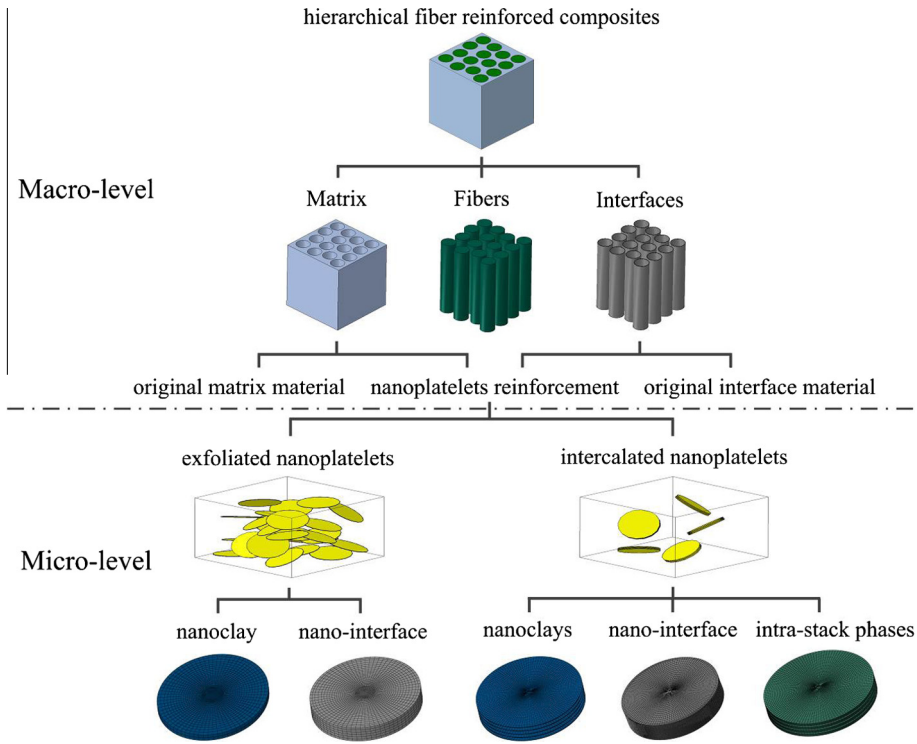 hierarchical fiber reinforced composites
Macro-level
Matrix
Fibers
Interfaces
original matrix material
nanoplatelets reinforcement
original interface material
exfoliated nanoplatelets
intercalated nanoplatelets
Micro-level
nanoclay
nano-interface
nanoclays
nano-interface
intra-stack phases